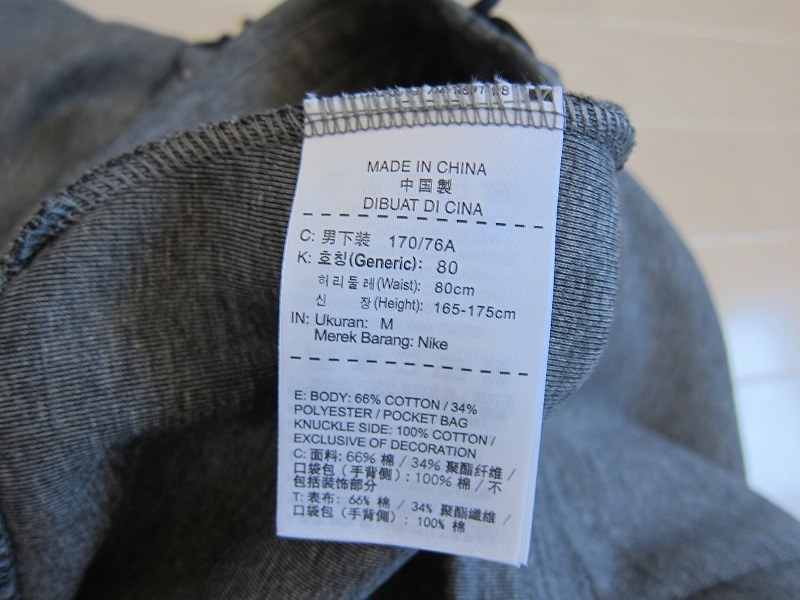 MADE IN CHINA
中国製
DIBUAT DI CINA
C: 男下装 170/76A
K: 호칭(Generic): 80
허리둘레(Waist): 80cm
신 장(Height): 165-175cm
IN: Ukuran: M
Merek Barang: Nike
E: BODY: 66% COTTON / 34%
POLYESTER / POCKET BAG
KNUCKLE SIDE: 100% COTTON /
EXCLUSIVE OF DECORATION
C: 面料: 66% 棉 / 34% 聚酯纤维 /
口袋包 (手背侧): 100% 棉 / 不
包括装饰部分
T: 表布: 66% 棉 / 34% 聚酯纖維 /
口袋包 (手背側): 100% 棉